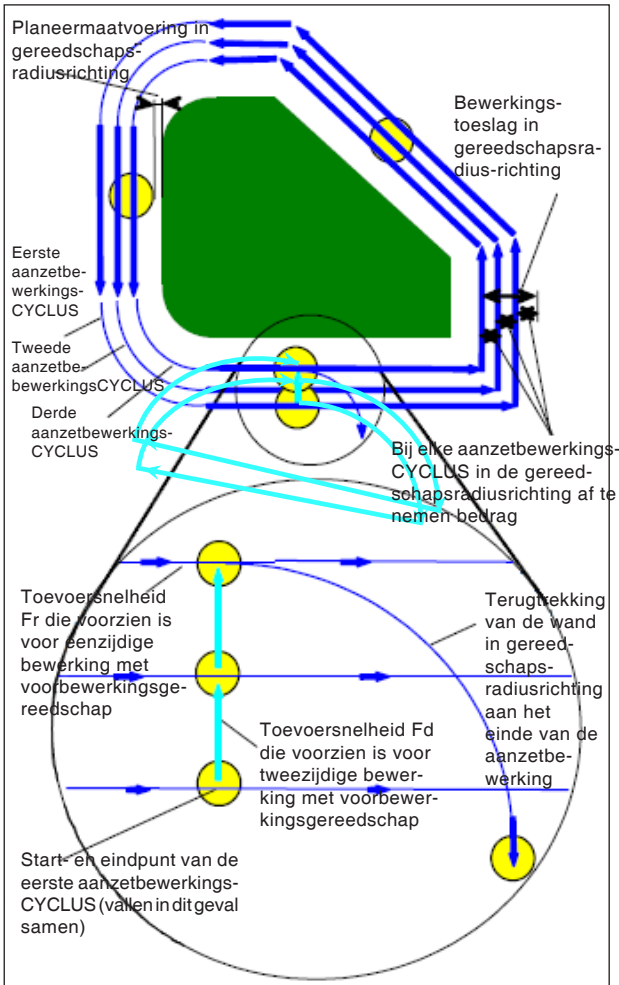 Planeermaatvoering in
gereedschaps-
radiusrichting
Bewerkings-
toeslag in
gereedschapsra-
dius-richting
Eerste
aanzetbe-
werkings-
CYCLUS
Tweede
aanzetbe-
bewerkingsCYCLUS
Derde
aanzetbewerkings-
CYCLUS
Bij elke aanzetbewerkings-
CYCLUS in de gereed-
schapsradiusrichting af te
nemen bedrag
Toevoersnelheid
Fr die voorzien is
voor eenzijdige
bewerking met
voorbewerkingsge-
reedschap
Terugtrekking
van de wand
in gereed-
schaps-
radiusrichting
aan het
einde van de
aanzetbe-
werking
Toevoersnelheid Fd
die voorzien is voor
tweezijdige bewer-
king met voorbewer-
kingsgereedschap
Start- en eindpunt van de
eerste aanzetbewerkings-
CYCLUS (vallen in dit geval
samen)